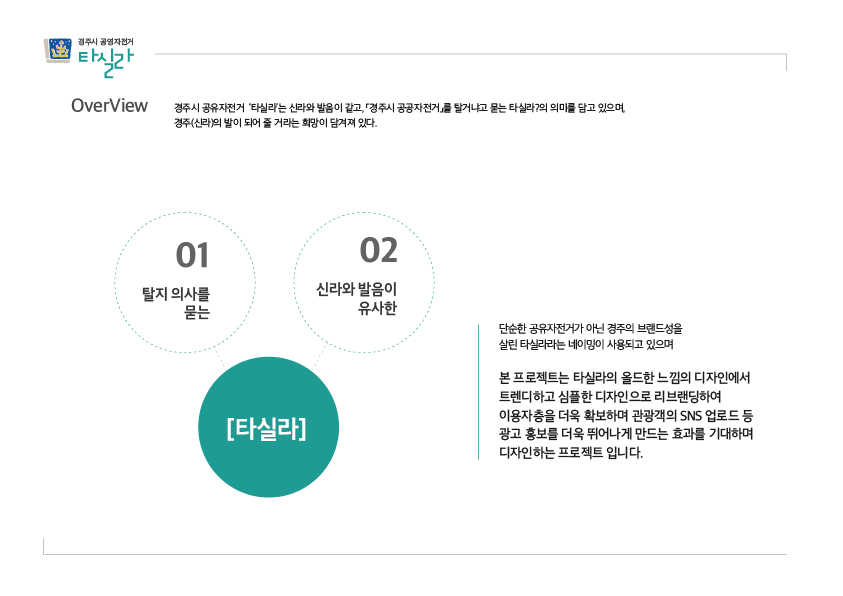 경주시 공영자전거
타실라
OverView
경주시 공유자전거 '타실라'는 신라와 발음이 같고, 「경주시 공공자전거」를 탈거냐고 묻는 타실라?의 의미를 담고 있으며,
경주(신라)의 발이 되어 줄 거라는 희망이 담겨져 있다.
01
탈지 의사를
묻는
02
신라와 발음이
유사한
[타실라]
단순한 공유자전거가 아닌 경주의 브랜드성을
살린 타실라라는 네이밍이 사용되고 있으며
본 프로젝트는 타실라의 올드한 느낌의 디자인에서
트렌디하고 심플한 디자인으로 리브랜딩하여
이용자층을 더욱 확보하며 관광객의 SNS 업로드 등
광고 홍보를 더욱 뛰어나게 만드는 효과를 기대하며
디자인하는 프로젝트 입니다.